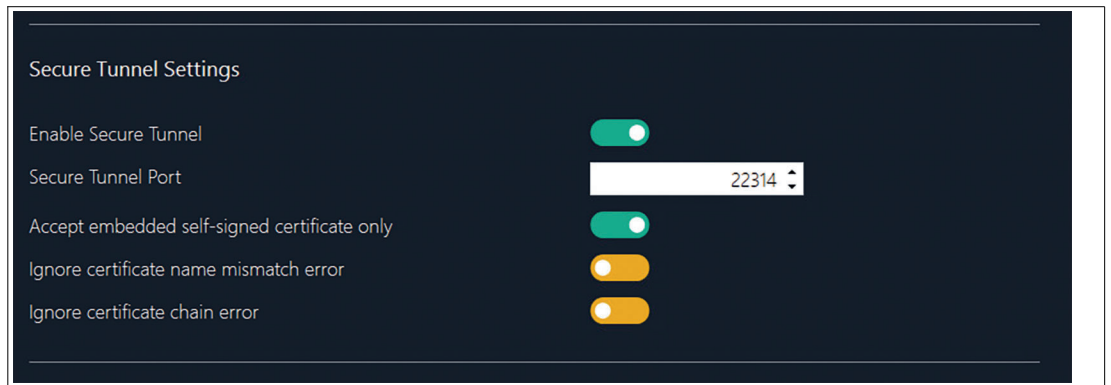 Secure Tunnel Settings
Enable Secure Tunnel
Secure Tunnel Port
22314
Accept embedded self-signed certificate only
Ignore certificate name mismatch error
Ignore certificate chain error